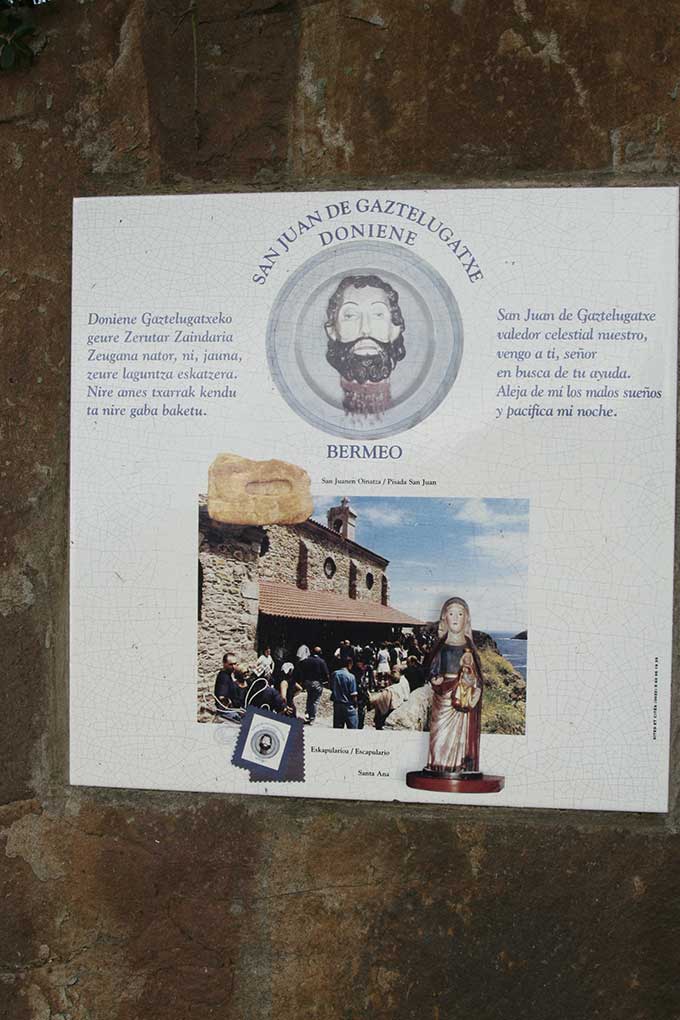 SAN JUAN DE GAZTELUGATXE
DONIENE
Doniene Gaztelugatxeko
geure Zerutar Zaindaria
Zeugana nator, ni, jauna,
zeure laguntza eskatzera.
Nire ames txarrak kendu
ta nire gaba baketu.
San Juan de Gaztelugatxe
valedor celestial nuestro,
vengo a ti, señor
en busca de tu ayuda.
Aleja de mí los malos sueños
y pacifica mi noche.
BERMEO
San Juanen Oinatza / Pisada San Juan
Eskapularioa / Escapulario
Santa Ana